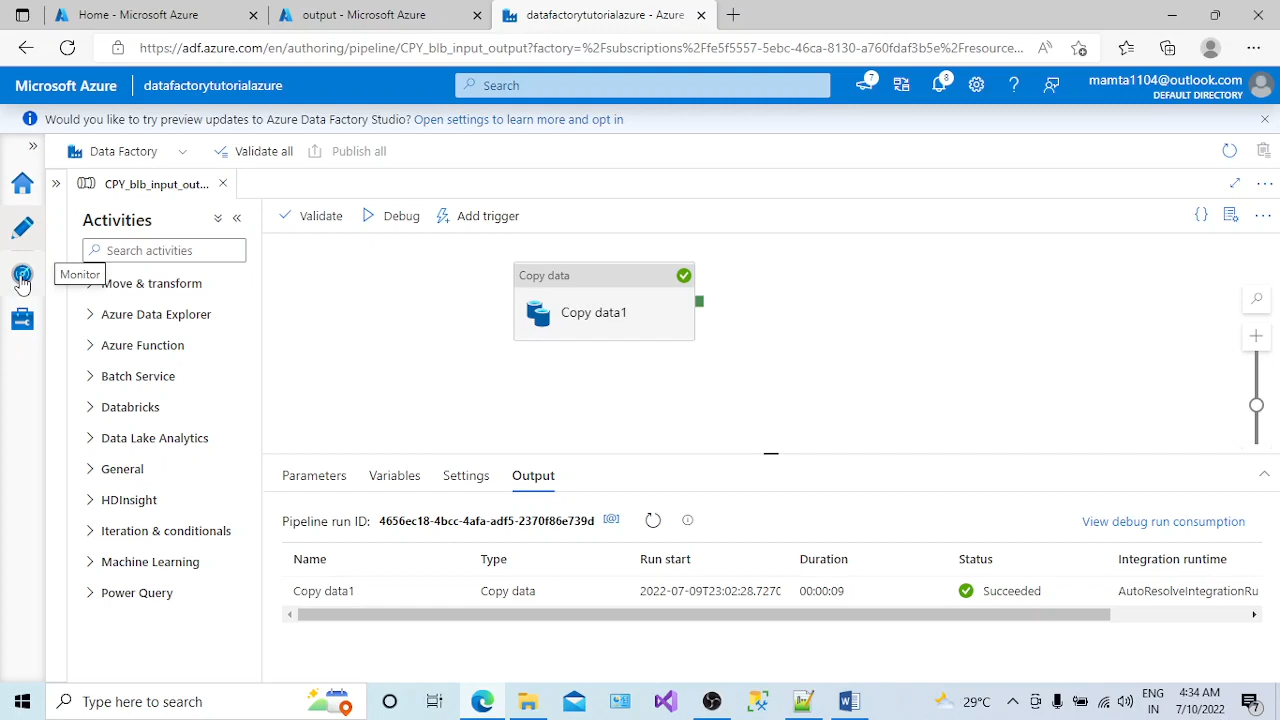 Home - Microsoft Azure
output - Microsoft Azure
datafactorytutorialazure - Azure
https://adf.azure.com/en/authoring/pipeline/CPY_blb_input_output?factory=%2Fsubscriptions%2Ffe5f5557-5ebc-46ca-8130-a760fdaf3b5e%2Fresource...
Microsoft Azure
datafactorytutorialazure
Search
7
8
mamta1104@outlook.com
DEFAULT DIRECTORY
Would you like to try preview updates to Azure Data Factory Studio? Open settings to learn more and opt in
Data Factory
Validate all
Publish all
CPY_blb_input_out...
Activities
Search activities
Monitor
Move & transform
Azure Data Explorer
Azure Function
Batch Service
Databricks
Data Lake Analytics
General
HDInsight
Iteration & conditionals
Machine Learning
Power Query
Validate
Debug
Add trigger
Copy data
Copy data1
Parameters
Variables
Settings
Output
Pipeline run ID: 4656ec18-4bcc-4afa-adf5-2370f86e739d
View debug run consumption
Name Type Run start Duration Status Integration runtime
Copy data1 Copy data 2022-07-09T23:02:28.727 00:00:09 Succeeded AutoResolveIntegrationRu
Type here to search
29°C
ENG
IN
4:34 AM
7/10/2022
7